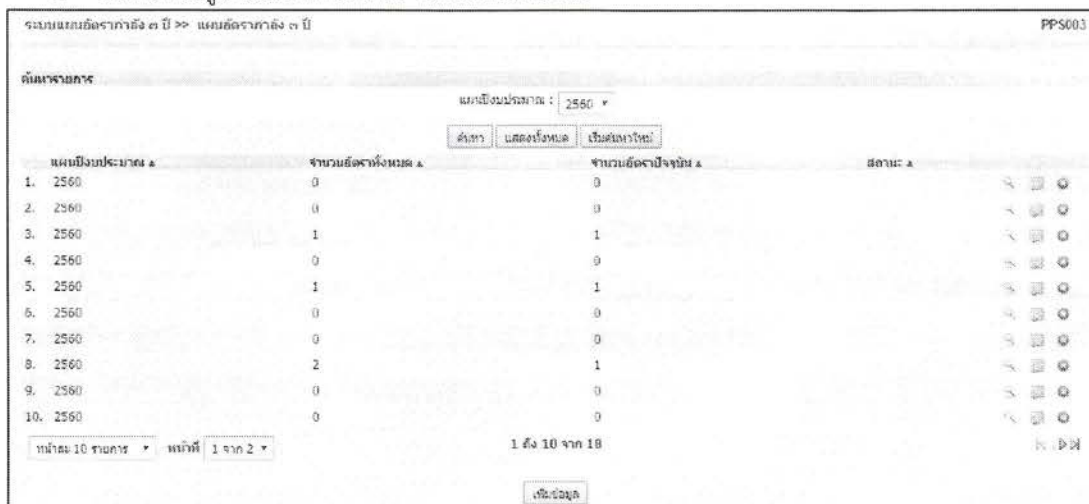 ระบบแผนอัตรากำลัง ๓ ปี >> แผนอัตรากำลัง ๓ ปี PPS003
ค้นหารายการ
แผนปีงบประมาณ : 2560
ค้นหา แสดงทั้งหมด เริ่มค้นหาใหม่
แผนปีงบประมาณ ▲ จำนวนอัตราทั้งหมด ▲ จำนวนอัตราปัจจุบัน ▲ สถานะ ▲
1. 2560 0 0
2. 2560 0 0
3. 2560 1 1
4. 2560 0 0
5. 2560 1 1
6. 2560 0 0
7. 2560 0 0
8. 2560 2 1
9. 2560 0 0
10. 2560 0 0
หน้าละ 10 รายการ หน้าที่ 1 จาก 2 1 ถึง 10 จาก 18
เพิ่มข้อมูล